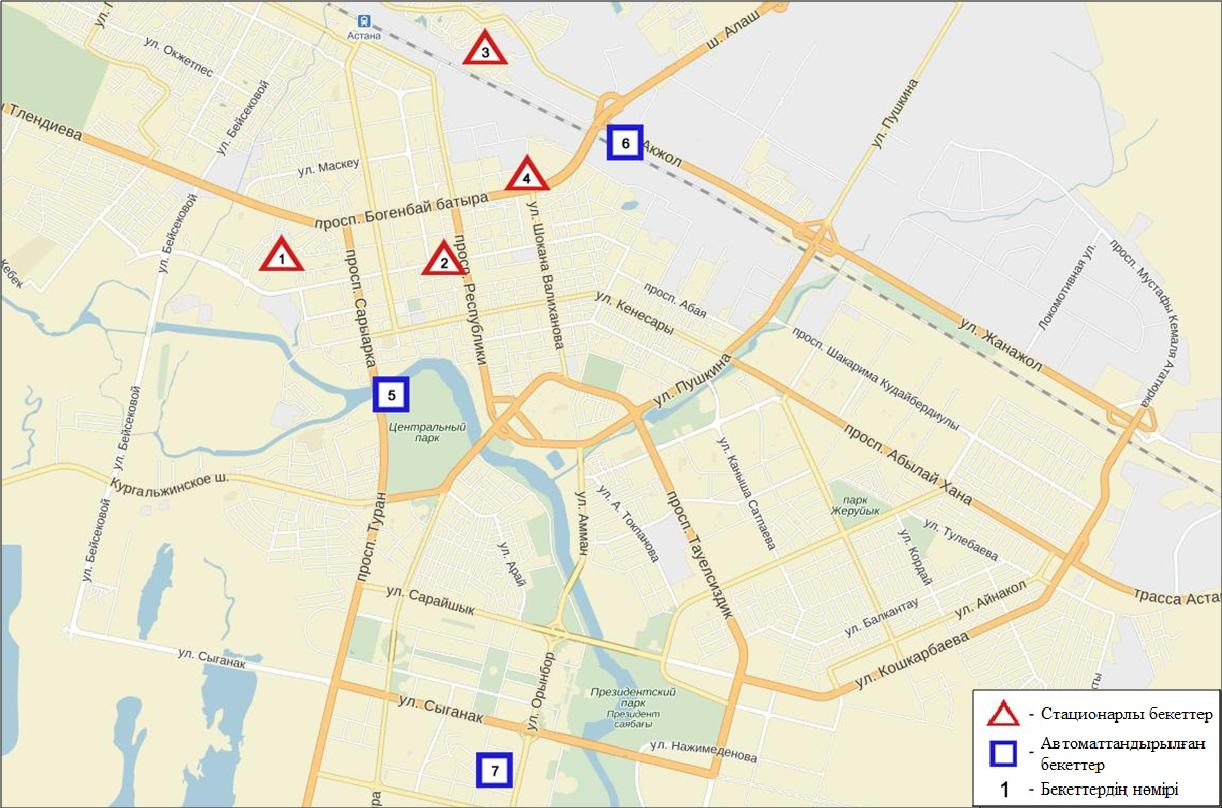 ул. Окжетпес
Астана
3
ш. Алаш
ул. Пушкина
Тлендиева
ул. Бейсековой
ул. Маскеу
6
Акжол
4
просп. Богенбай батыра
ул. Бейсековой
1
2
просп. Сарыарка
просп. Республики
ул. Шокана Валиханова
Кебек
просп. Абая
ул. Кенесары
Локомотивная ул.
просп. Мустафы Кемаля Ататюрка
ул. Жанажол
просп. Шакарима Кудайбердиулы
5
ул. Пушкина
Центральный
парк
ул. Бейсековой
просп. Абылай Хана
ул. Каныша Сатпаева
Кургальжинское ш.
ул. А. Токпанова
ул. Амман
просп. Тауелсиздик
парк
Жеруйык
ул. Тулебаева
ул. Кордай
просп. Туран
ул. Бейсековой
ул. Арай
ул. Сарайшык
ул. Балкантау
ул. Айнакол
трасса Аста
ул. Кошкарбаева
ул. Сыганак
ул. Сыганак
ул. Орынбор
Президентский
парк
Президент
саябағы
ул. Нажимеденова
7
- Стационарлы бекеттер
- Автоматтандырылған
бекеттер
1 - Бекеттердің нөмірі